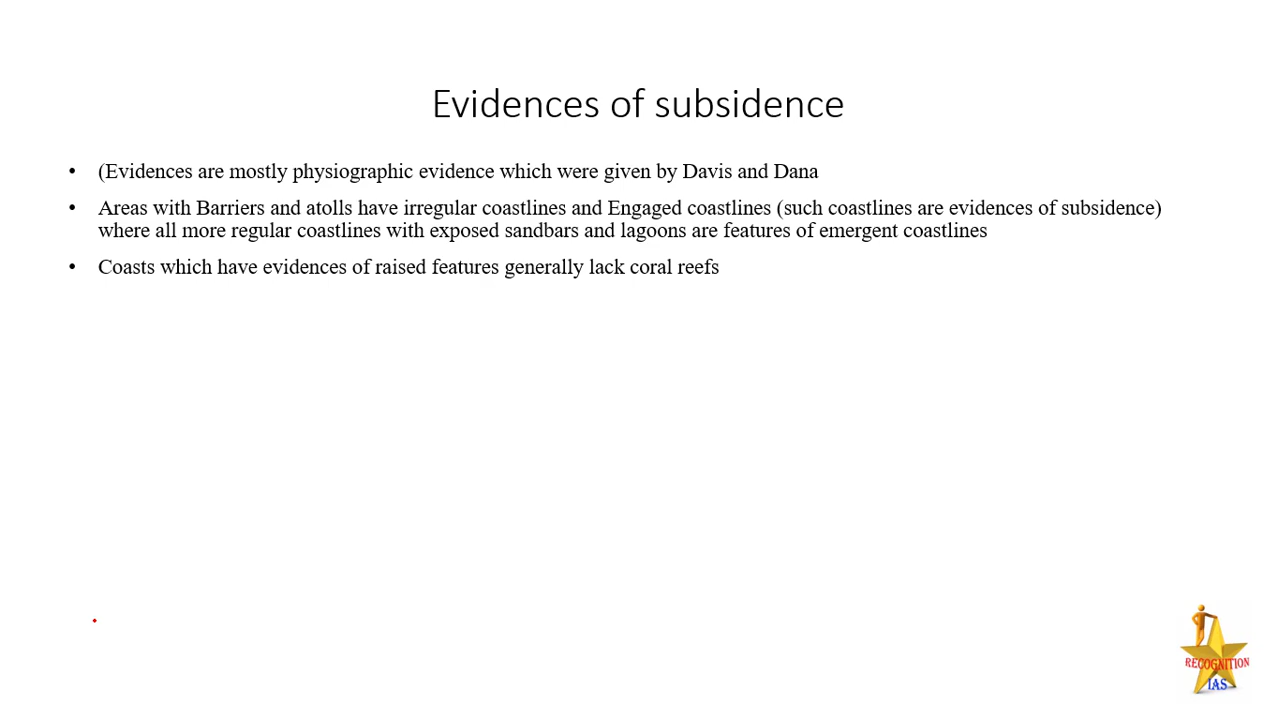 Evidences of subsidence
• (Evidences are mostly physiographic evidence which were given by Davis and Dana
• Areas with Barriers and atolls have irregular coastlines and Engaged coastlines (such coastlines are evidences of subsidence)
where all more regular coastlines with exposed sandbars and lagoons are features of emergent coastlines
• Coasts which have evidences of raised features generally lack coral reefs
RECOGNITION
IAS